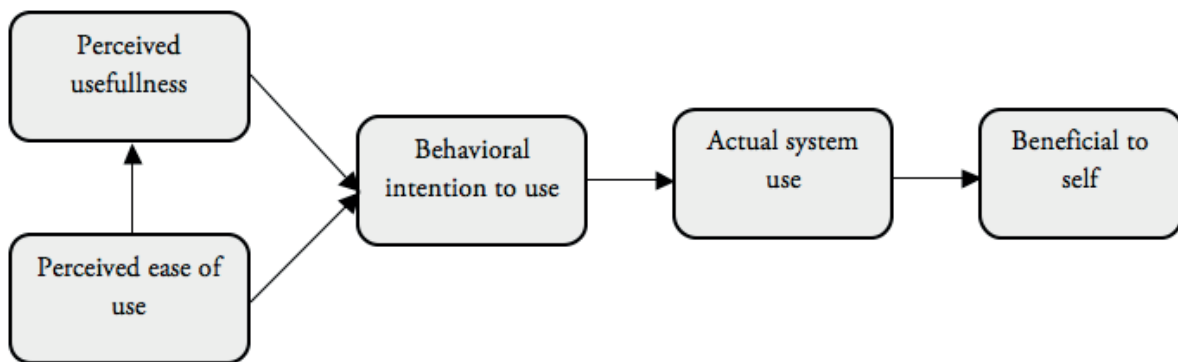 Perceived
usefullness
Behavioral
intention to use
Actual system
use
Beneficial to
self
Perceived ease of
use